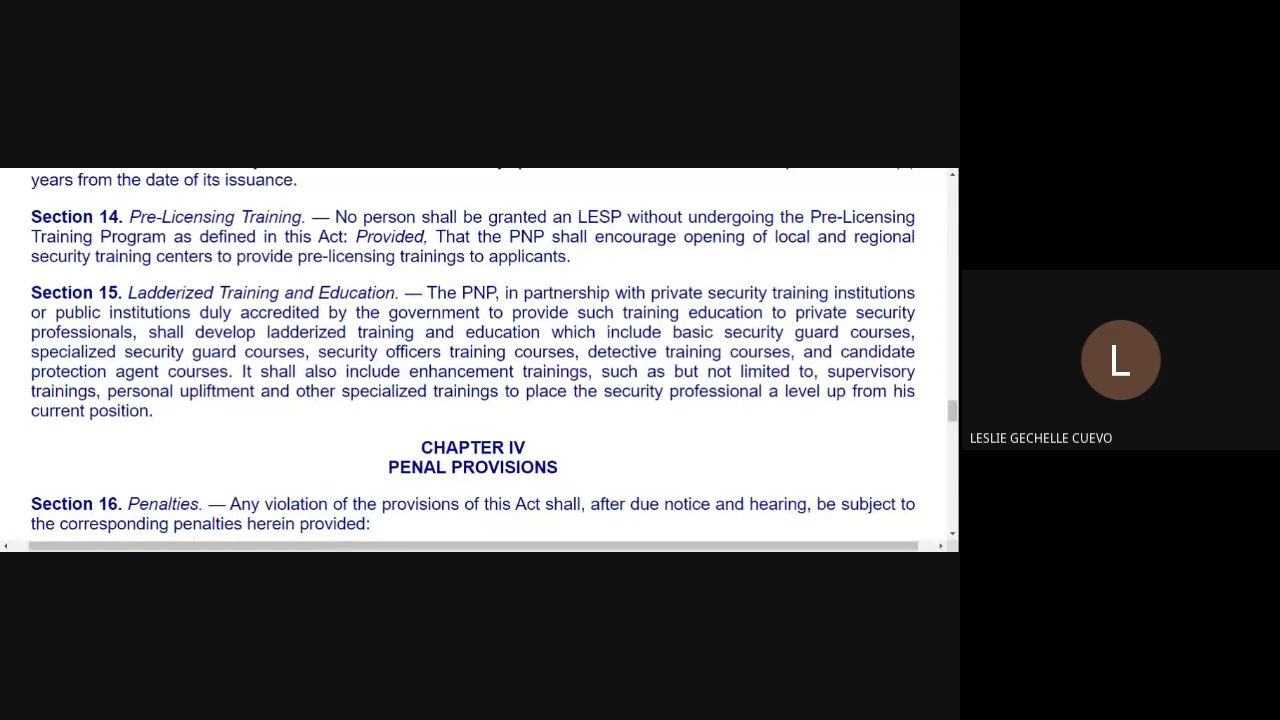 years from the date of its issuance.
Section 14. Pre-Licensing Training. — No person shall be granted an LESP without undergoing the Pre-Licensing
Training Program as defined in this Act: Provided, That the PNP shall encourage opening of local and regional
security training centers to provide pre-licensing trainings to applicants.
Section 15. Ladderized Training and Education. — The PNP, in partnership with private security training institutions
or public institutions duly accredited by the government to provide such training education to private security
professionals, shall develop ladderized training and education which include basic security guard courses,
specialized security guard courses, security officers training courses, detective training courses, and candidate
protection agent courses. It shall also include enhancement trainings, such as but not limited to, supervisory
trainings, personal upliftment and other specialized trainings to place the security professional a level up from his
current position.
CHAPTER IV
PENAL PROVISIONS
Section 16. Penalties. — Any violation of the provisions of this Act shall, after due notice and hearing, be subject to
the corresponding penalties herein provided:
L
LESLIE GECHELLE CUEVO